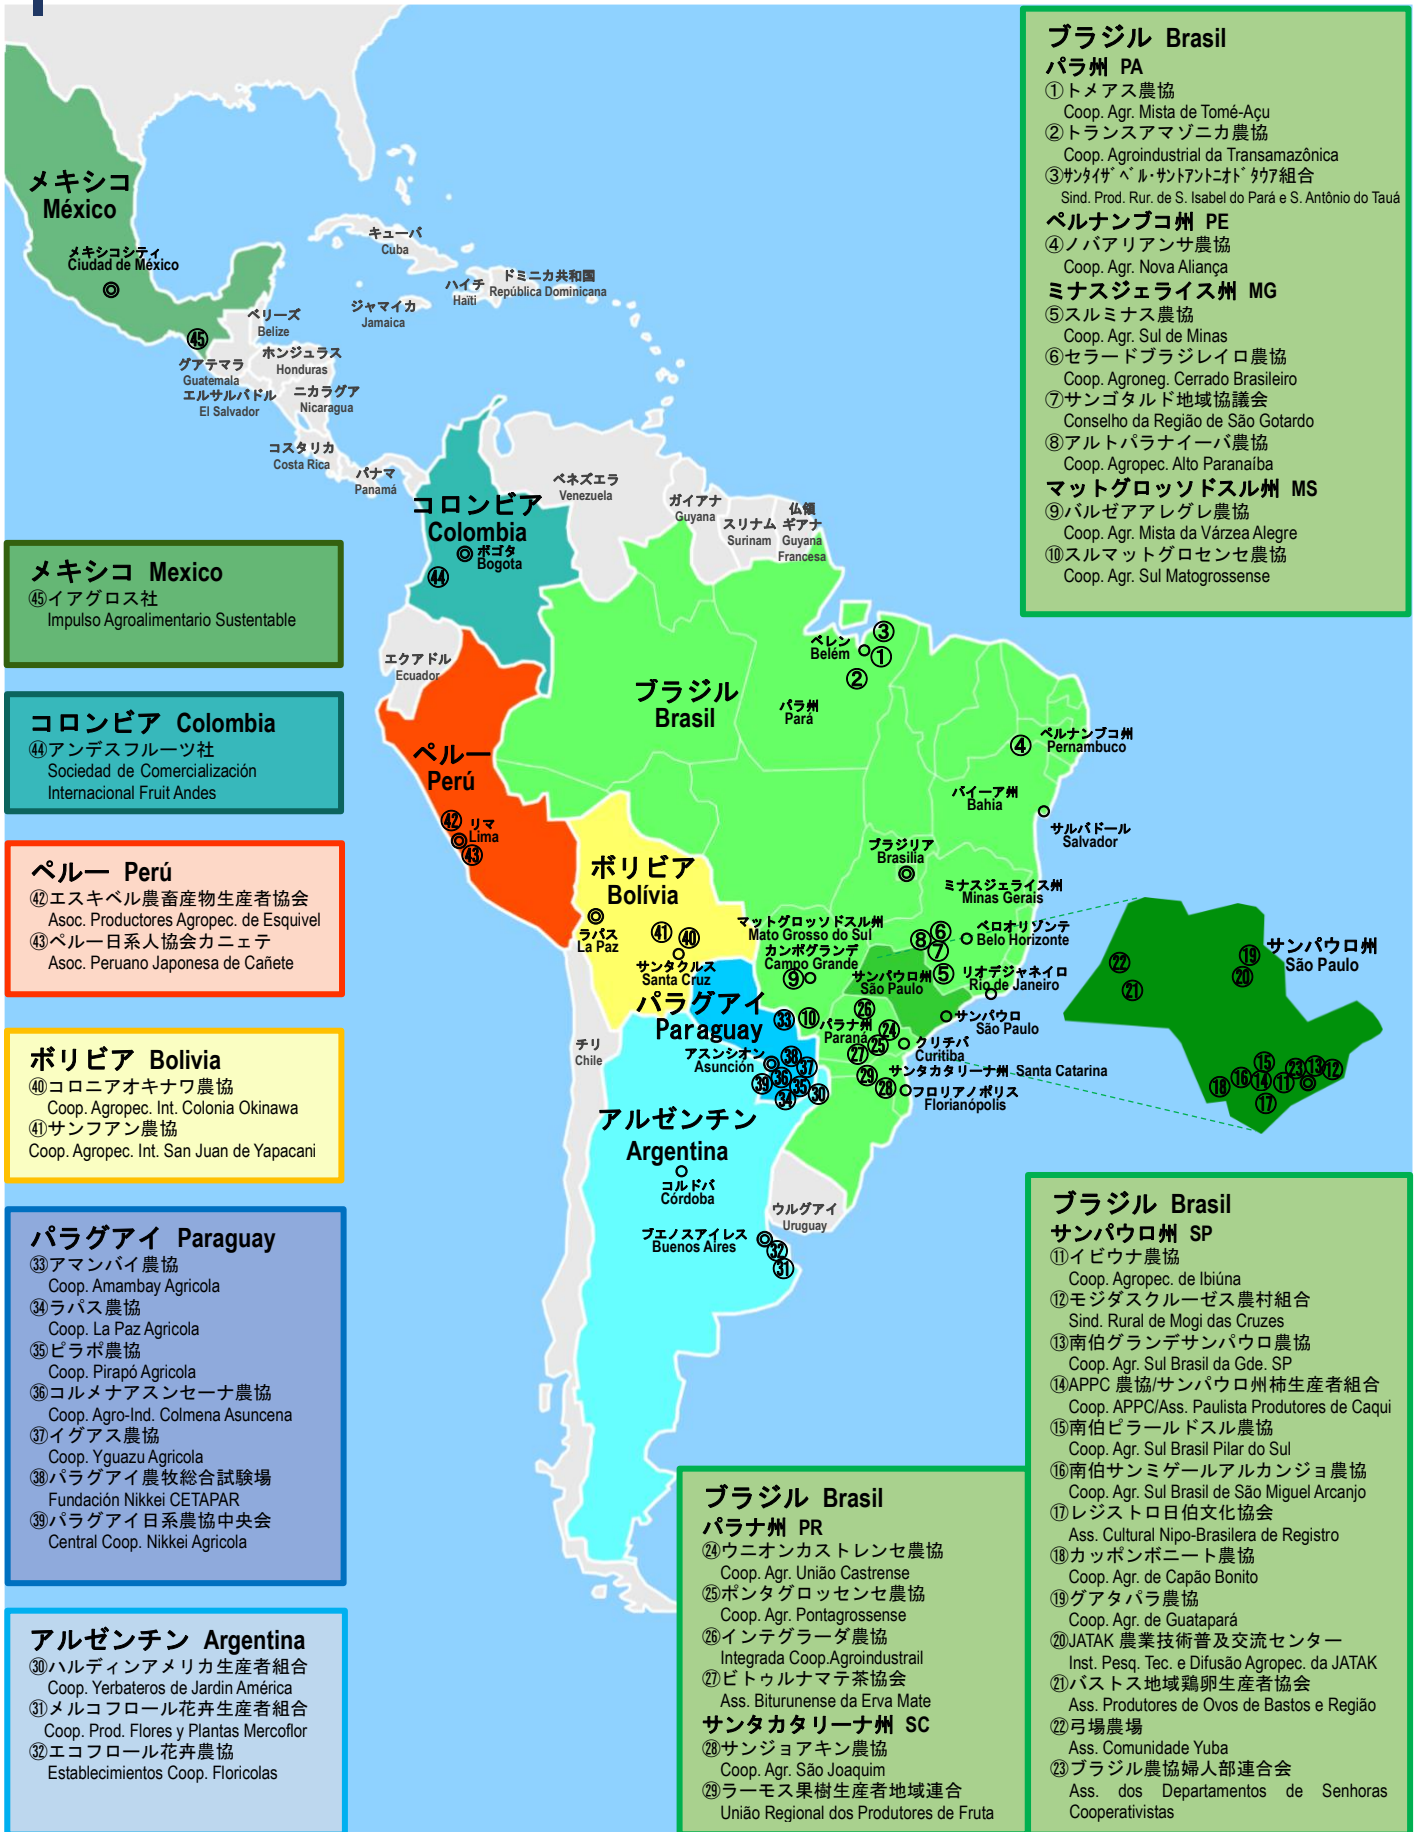 ブラジル Brasil
パラ州 PA
①トメアス農協
Coop. Agr. Mista de Tomé-Açu
②トランスアマゾニカ農協
Coop. Agroindustrial da Transamazônica
③サンタイザベル・サントアントニオドタウア組合
Sind. Prod. Rur. de S. Isabel do Pará e S. Antônio do Tauá
ペルナンブコ州 PE
④ノバアリアンサ農協
Coop. Agr. Nova Aliança
ミナスジェライス州 MG
⑤スルミナス農協
Coop. Agr. Sul de Minas
⑥セラードブラジレイロ農協
Coop. Agroneg. Cerrado Brasileiro
⑦サンゴタルド地域協議会
Conselho da Região de São Gotardo
⑧アルトパラナイーバ農協
Coop. Agropec. Alto Paranaíba
マットグロッソドスル州 MS
⑨バルゼアアレグレ農協
Coop. Agr. Mista da Várzea Alegre
⑩スルマットグロセンセ農協
Coop. Agr. Sul Matogrossense
メキシコ
México
メキシコシティ
Ciudad de México
㊺
キューバ
Cuba
ハイチ
Haïti
ドミニカ共和国
República Dominicana
ジャマイカ
Jamaica
ベリーズ
Belize
ホンジュラス
Honduras
グアテマラ
Guatemala
エルサルバドル
El Salvador
ニカラグア
Nicaragua
コスタリカ
Costa Rica
パナマ
Panamá
ベネズエラ
Venezuela
ガイアナ
Guyana
スリナム
Surinam
仏領
ギアナ
Guyana
Francesa
コロンビア
Colombia
ボゴタ
Bogota
㊹
エクアドル
Ecuador
ペルー
Perú
㊷
リマ
Lima
㊸
ブラジル
Brasil
ベレン
Belém
③
①
②
パラ州
Pará
④
ペルナンブコ州
Pernambuco
バイーア州
Bahia
サルバドール
Salvador
ブラジリア
Brasilia
ミナスジェライス州
Minas Gerais
⑥
⑧
⑦
⑤
ベロオリゾンテ
Belo Horizonte
マットグロッソドスル州
Mato Grosso do Sul
カンポグランデ
Campo Grande
⑨
⑩
サンパウロ州
São Paulo
リオデジャネイロ
Rio de Janeiro
サンパウロ
São Paulo
㉖
パラナ州
Paraná
㉔
㉕
㉗
クリチバ
Curitiba
㉙
サンタカタリーナ州 Santa Catarina
㉘
フロリアノポリス
Florianópolis
ボリビア
Bolívia
ラパス
La Paz
㊶
㊵
サンタクルス
Santa Cruz
パラグアイ
Paraguay
㉝
アスンシオン
Asunción
㊳
㊲
㊱
㊴
㉟
㉞
㉚
チリ
Chile
アルゼンチン
Argentina
コルドバ
Córdoba
ブエノスアイレス
Buenos Aires
㉜
㉛
ウルグアイ
Uruguay
サンパウロ州
São Paulo
㉒
㉑
⑲
⑳
⑮
⑱
⑯
⑭
⑪
㉓
⑬
⑫
⑰
メキシコ Mexico
㊺イアグロス社
Impulso Agroalimentario Sustentable
コロンビア Colombia
㊹アンデスフルーツ社
Sociedad de Comercialización
Internacional Fruit Andes
ペルー Perú
㊷エスキベル農畜産物生産者協会
Asoc. Productores Agropec. de Esquivel
㊸ペルー日系人協会カニェテ
Asoc. Peruano Japonesa de Cañete
ボリビア Bolivia
㊵コロニアオキナワ農協
Coop. Agropec. Int. Colonia Okinawa
㊶サンフアン農協
Coop. Agropec. Int. San Juan de Yapacani
パラグアイ Paraguay
㉝アマンバイ農協
Coop. Amambay Agricola
㉞ラパス農協
Coop. La Paz Agricola
㉟ピラポ農協
Coop. Pirapó Agricola
㊱コルメナアスンセーナ農協
Coop. Agro-Ind. Colmena Asuncena
㊲イグアス農協
Coop. Yguazu Agricola
㊳パラグアイ農牧総合試験場
Fundación Nikkei CETAPAR
㊴パラグアイ日系農協中央会
Central Coop. Nikkei Agricola
アルゼンチン Argentina
㉚ハルディンアメリカ生産者組合
Coop. Yerbateros de Jardin América
㉛メルコフロール花卉生産者組合
Coop. Prod. Flores y Plantas Mercoflor
㉜エコフロール花卉農協
Establecimientos Coop. Floricolas
ブラジル Brasil
パラナ州 PR
㉔ウニオンカストレンセ農協
Coop. Agr. União Castrense
㉕ポンタグロッセンセ農協
Coop. Agr. Pontagrossense
㉖インテグラーダ農協
Integrada Coop.Agroindustrail
㉗ビトゥルナマテ茶協会
Ass. Biturunense da Erva Mate
サンタカタリーナ州 SC
㉘サンジョアキン農協
Coop. Agr. São Joaquim
㉙ラーモス果樹生産者地域連合
União Regional dos Produtores de Fruta
ブラジル Brasil
サンパウロ州 SP
⑪イビウナ農協
Coop. Agropec. de Ibiúna
⑫モジダスクルーゼス農村組合
Sind. Rural de Mogi das Cruzes
⑬南伯グランデサンパウロ農協
Coop. Agr. Sul Brasil da Gde. SP
⑭APPC 農協/サンパウロ州柿生産者組合
Coop. APPC/Ass. Paulista Produtores de Caqui
⑮南伯ピラールドスル農協
Coop. Agr. Sul Brasil Pilar do Sul
⑯南伯サンミゲールアルカンジョ農協
Coop. Agr. Sul Brasil de São Miguel Arcanjo
⑰レジストロ日伯文化協会
Ass. Cultural Nipo-Brasilera de Registro
⑱カッポンボニート農協
Coop. Agr. de Capão Bonito
⑲グアタパラ農協
Coop. Agr. de Guatapará
⑳JATAK 農業技術普及交流センター
Inst. Pesq. Tec. e Difusão Agropec. da JATAK
㉑バストス地域鶏卵生産者協会
Ass. Produtores de Ovos de Bastos e Região
㉒弓場農場
Ass. Comunidade Yuba
㉓ブラジル農協婦人部連合会
Ass. dos Departamentos de Senhoras
Cooperativistas